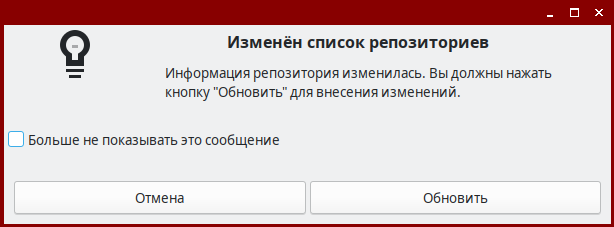 Изменён список репозиториев
Информация репозитория изменилась. Вы должны нажать
кнопку "Обновить" для внесения изменений.
Больше не показывать это сообщение
Отмена
Обновить